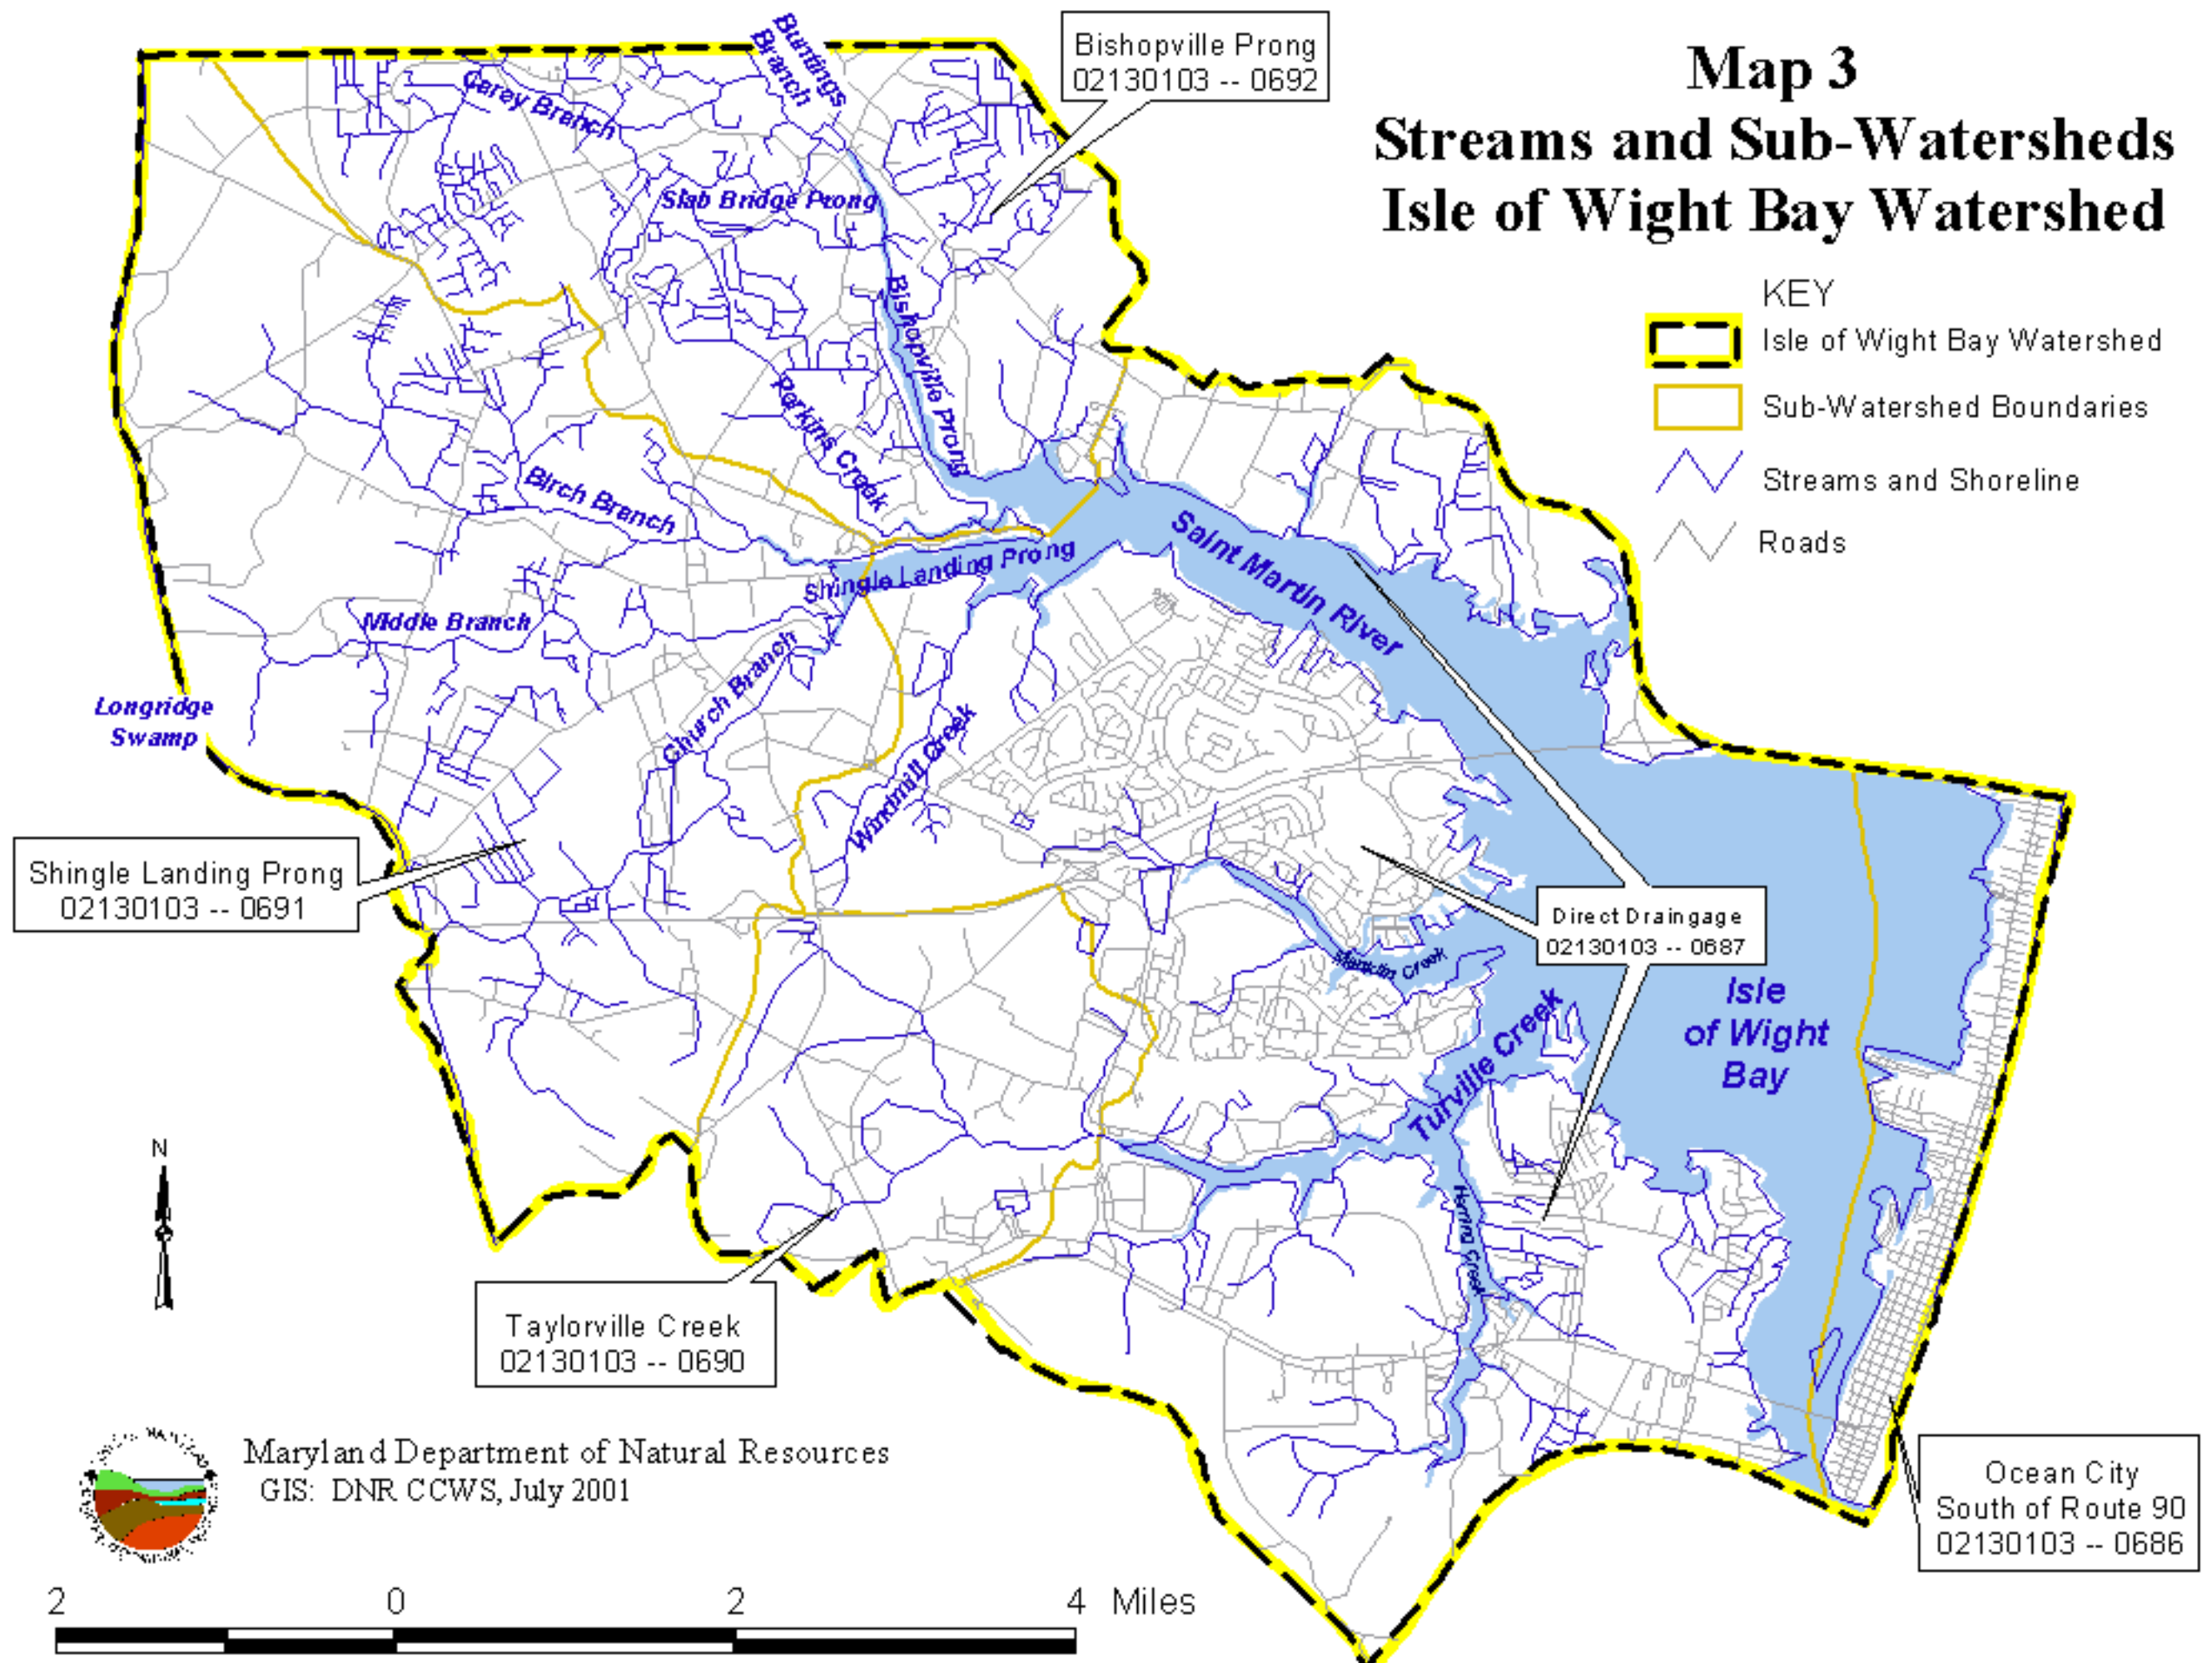 Map 3
Streams and Sub-Watersheds
Isle of Wight Bay Watershed
KEY
Isle of Wight Bay Watershed
Sub-Watershed Boundaries
Streams and Shoreline
Roads
Bishopville Prong
02130103 -- 0692
Buntings
Branch
Carey Branch
Slab Bridge Prong
Bishopville Prong
Perkins Creek
Birch Branch
Shingle Landing Prong
Saint Martin River
Middle Branch
Church Branch
Longridge
Swamp
Windmill Creek
Shingle Landing Prong
02130103 -- 0691
Direct Draingage
02130103 -- 0687
Manklin Creek
Isle
of Wight
Bay
Turville Creek
Herring Creek
N
Taylorville Creek
02130103 -- 0690
Maryland Department of Natural Resources
GIS: DNR CCWS, July 2001
Ocean City
South of Route 90
02130103 -- 0686
2 0 2 4 Miles